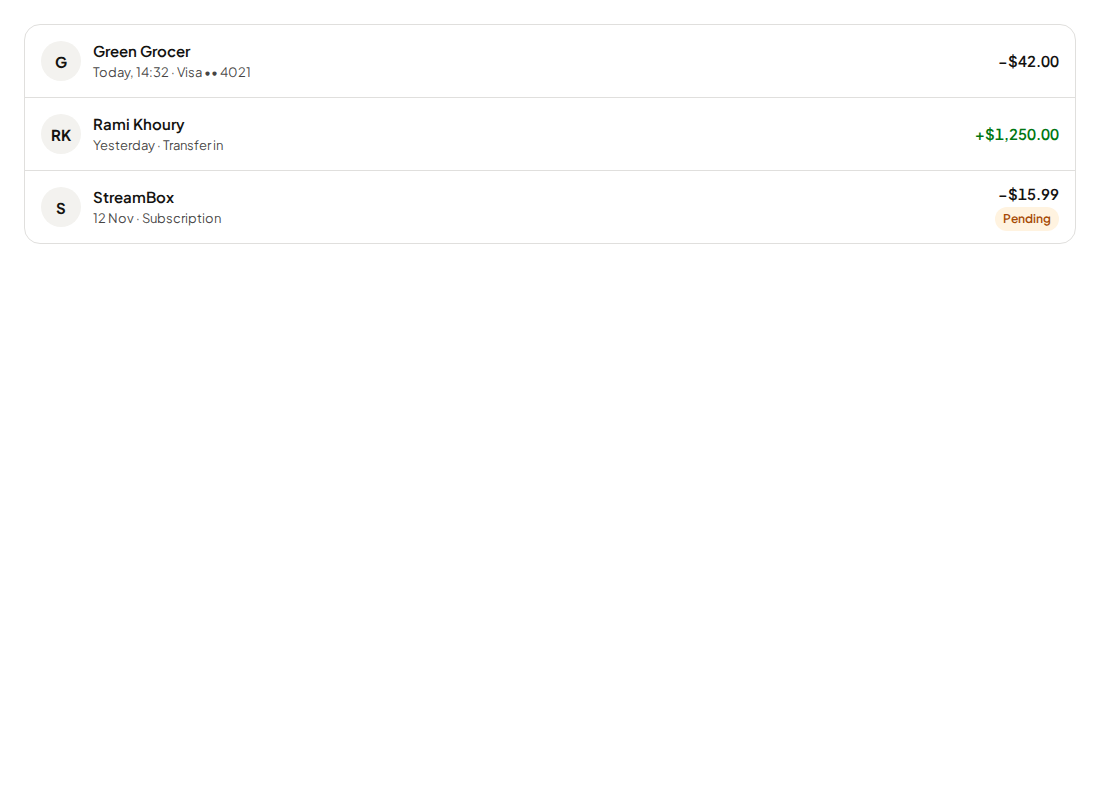 G
Green Grocer
Today, 14:32 · Visa •• 4021
−$42.00
RK
Rami Khoury
Yesterday · Transfer in
+$1,250.00
S
StreamBox
12 Nov · Subscription
−$15.99
Pending